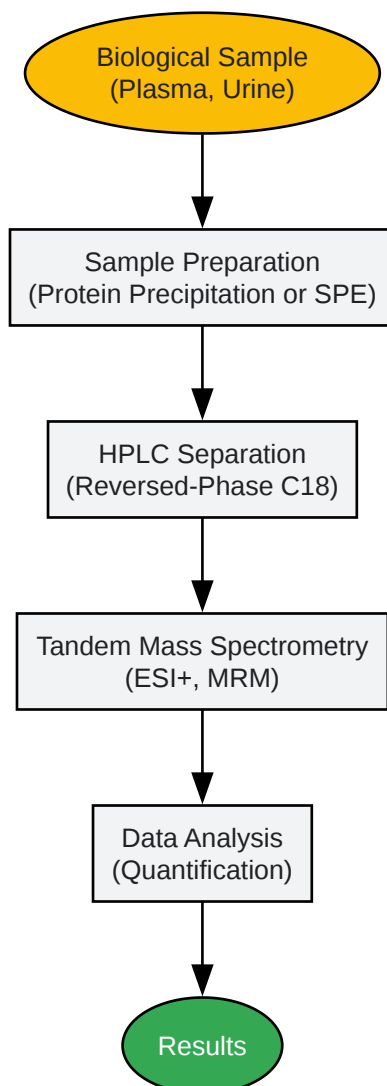 Biological Sample
(Plasma, Urine)
Sample Preparation
(Protein Precipitation or SPE)
HPLC Separation
(Reversed-Phase C18)
Tandem Mass Spectrometry
(ESI+, MRM)
Data Analysis
(Quantification)
Results